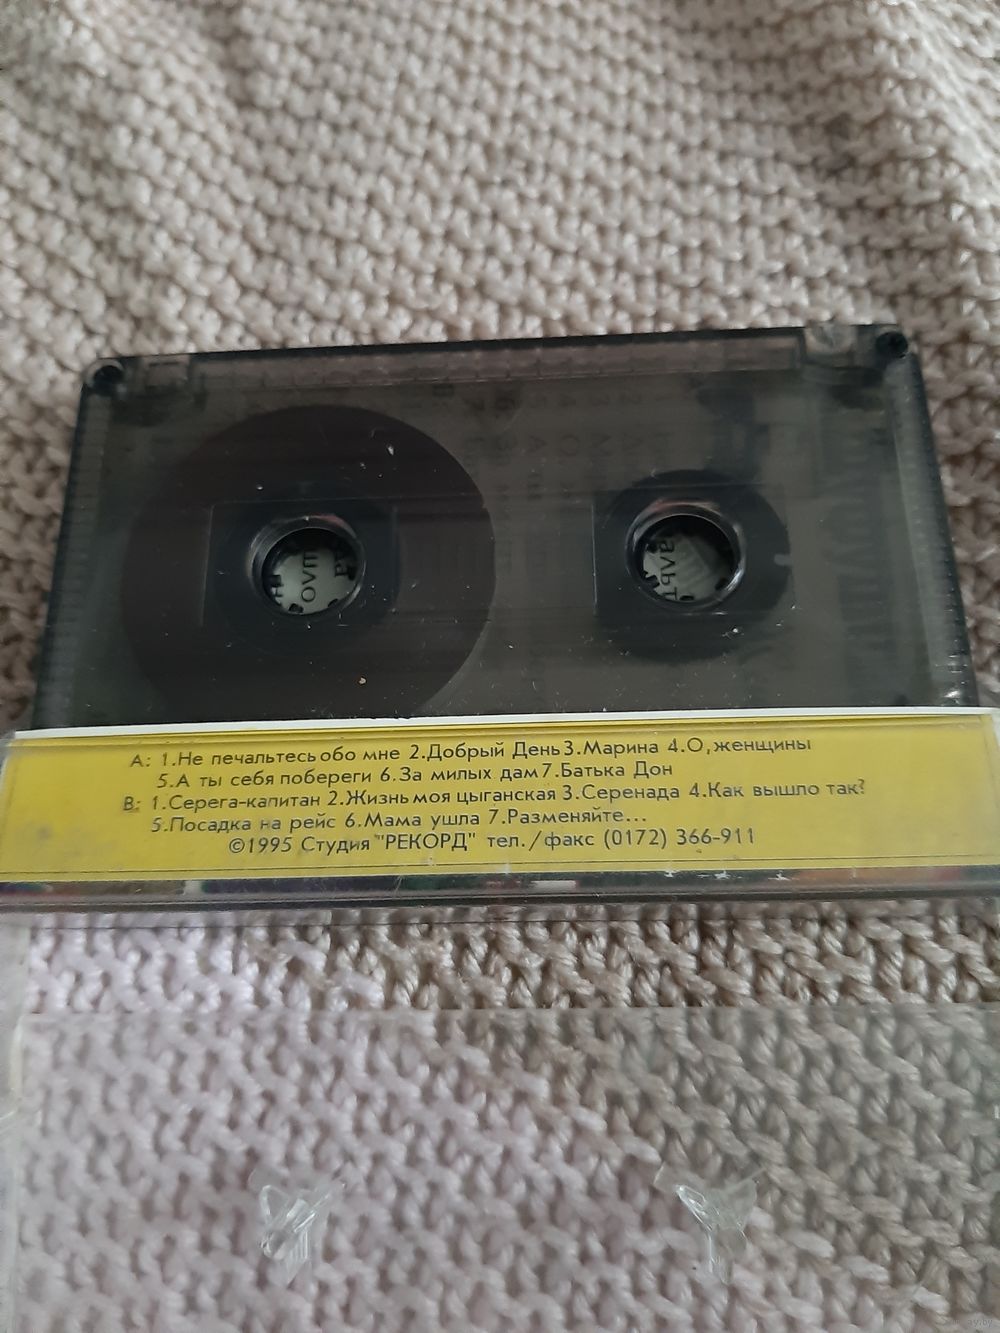 А: 1.Не печальтесь обо мне 2.Добрый День 3.Марина 4.О,женщины
5.А ты себя побереги 6.За милых дам 7.Батька Дон
В: 1.Серега-капитан 2.Жизнь моя цыганская 3.Серенада 4.Как вышло так?
5.Посадка на рейс 6.Мама ушла 7.Разменяйте...
©1995 Студия "РЕКОРД" тел./факс (0172) 366-911